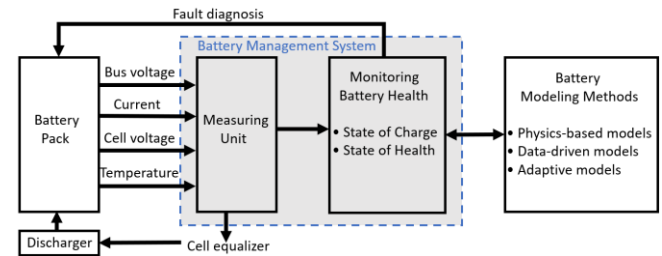 Fault diagnosis
Battery Management System
Bus voltage
Current
Cell voltage
Temperature
Battery
Pack
Measuring
Unit
Monitoring
Battery Health
• State of Charge
• State of Health
Battery
Modeling Methods
• Physics-based models
• Data-driven models
• Adaptive models
Discharger
Cell equalizer